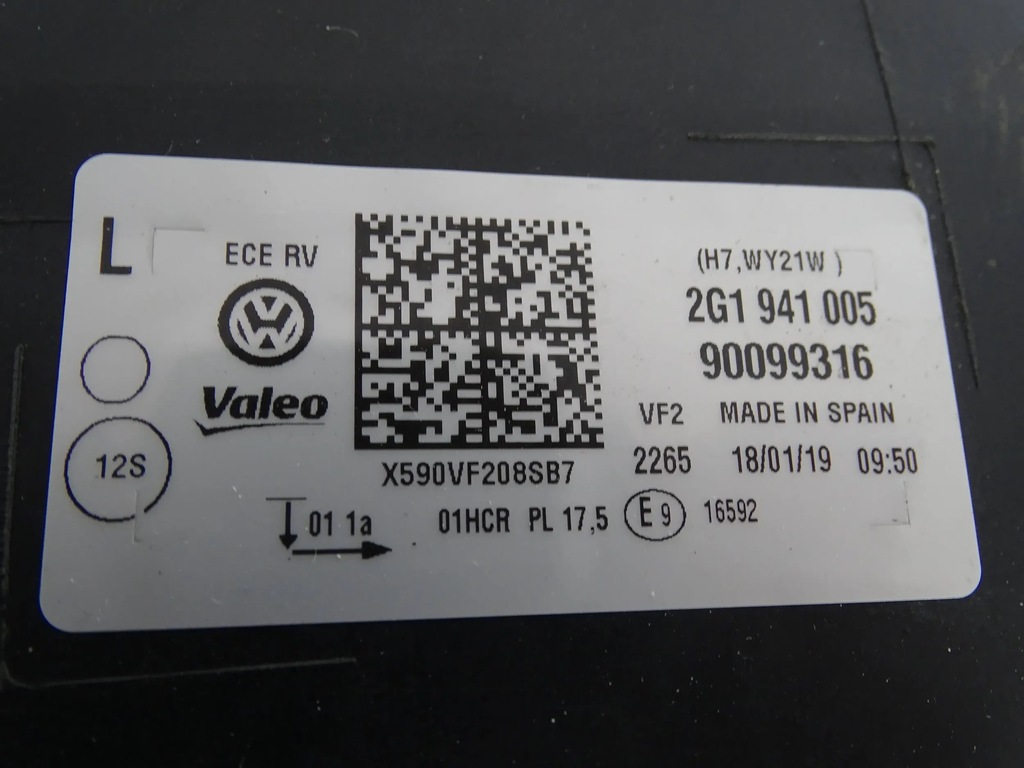 L
ECE RV
(H7,WY21W )
2G1 941 005
Valeo
90099316
VF2 MADE IN SPAIN
12S
X590VF208SB7
2265 18/01/19 09:50
01 1a 01HCR PL 17,5 E9 16592